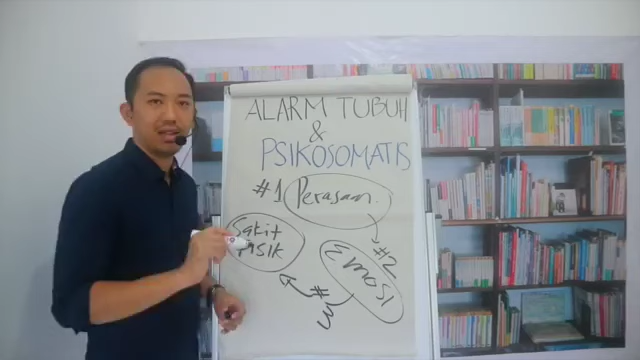 ALARM TUBUH
&
PSIKOSOMATIS
#1 Perasaan..
#2
EMOSI
#3
Sakit
FISIK